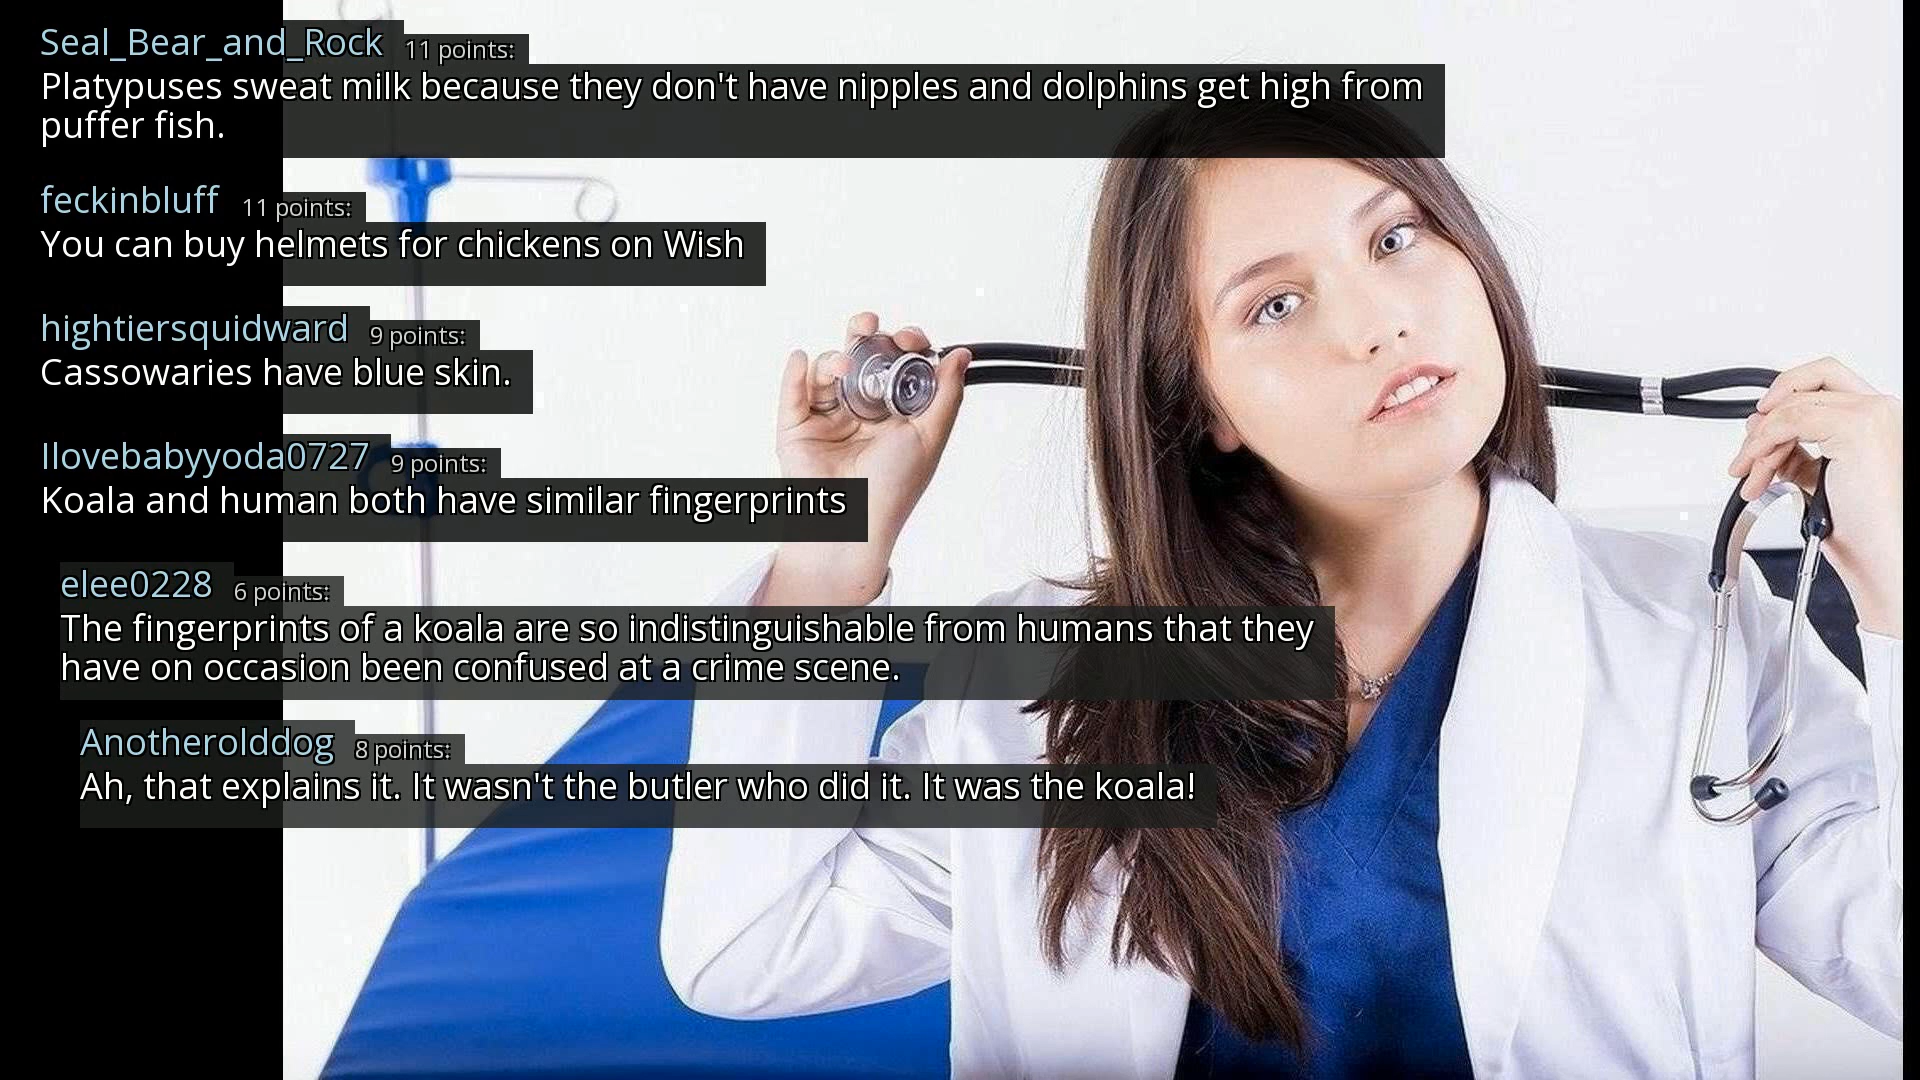 Seal_Bear_and_Rock 11 points:
Platypuses sweat milk because they don't have nipples and dolphins get high from
puffer fish.
feckinbluff 11 points:
You can buy helmets for chickens on Wish
hightiersquidward 9 points:
Cassowaries have blue skin.
Ilovebabyyoda0727 9 points:
Koala and human both have similar fingerprints
elee0228 6 points:
The fingerprints of a koala are so indistinguishable from humans that they
have on occasion been confused at a crime scene.
Anotherolddog 8 points:
Ah, that explains it. It wasn't the butler who did it. It was the koala!